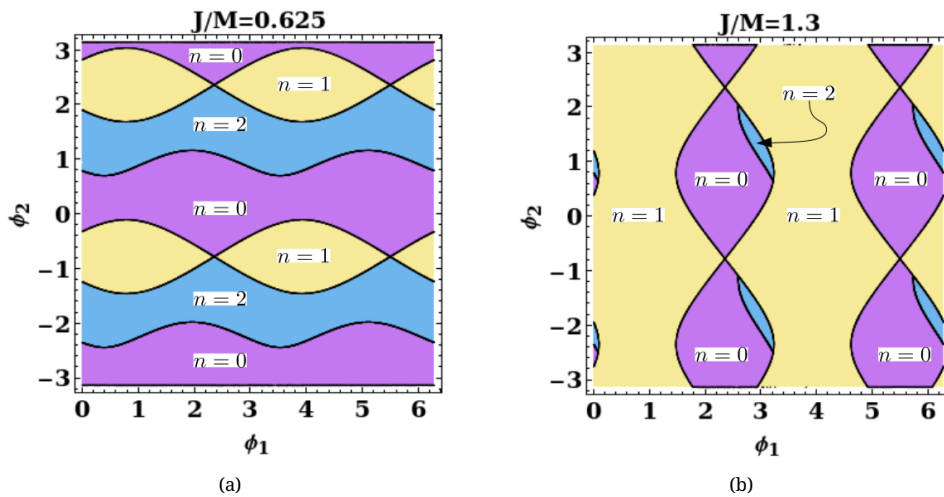 J/M=0.625
3
2
1
0
−1
−2
−3
ϕ2
n = 0
n = 1
n = 2
n = 0
n = 1
n = 2
n = 0
0 1 2 3 4 5 6
ϕ1
(a)
J/M=1.3
3
2
1
0
−1
−2
−3
ϕ2
n = 2
n = 0 n = 0
n = 1 n = 1
n = 0 n = 0
0 1 2 3 4 5 6
ϕ1
(b)